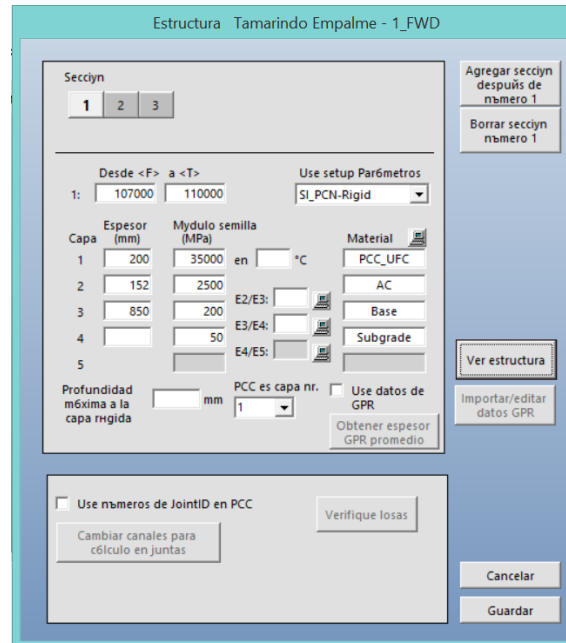 Estructura   Tamarindo Empalme - 1_FWD
Secciyn
1 2 3
Agregar secciyn
despuйs de
nъmero 1
Borrar secciyn
nъmero 1
Desde <F> a <T>
Use setup Parбmetros
1: 107000 110000 SI_PCN-Rigid
Capa Espesor (mm) Mydulo semilla (MPa) Material
1 200 35000 en °C PCC_UFC
2 152 2500 AC
E2/E3:
3 850 200 Base
E3/E4:
4 50 Subgrade
E4/E5:
5
Profundidad
mбxima a la
capa rнgida
mm
PCC es capa nr.
1
Use datos de
GPR
Obtener espesor
GPR promedio
Ver estructura
Importar/editar
datos GPR
Use nъmeros de JointID en PCC
Verifique losas
Cambiar canales para
cбlculo en juntas
Cancelar
Guardar